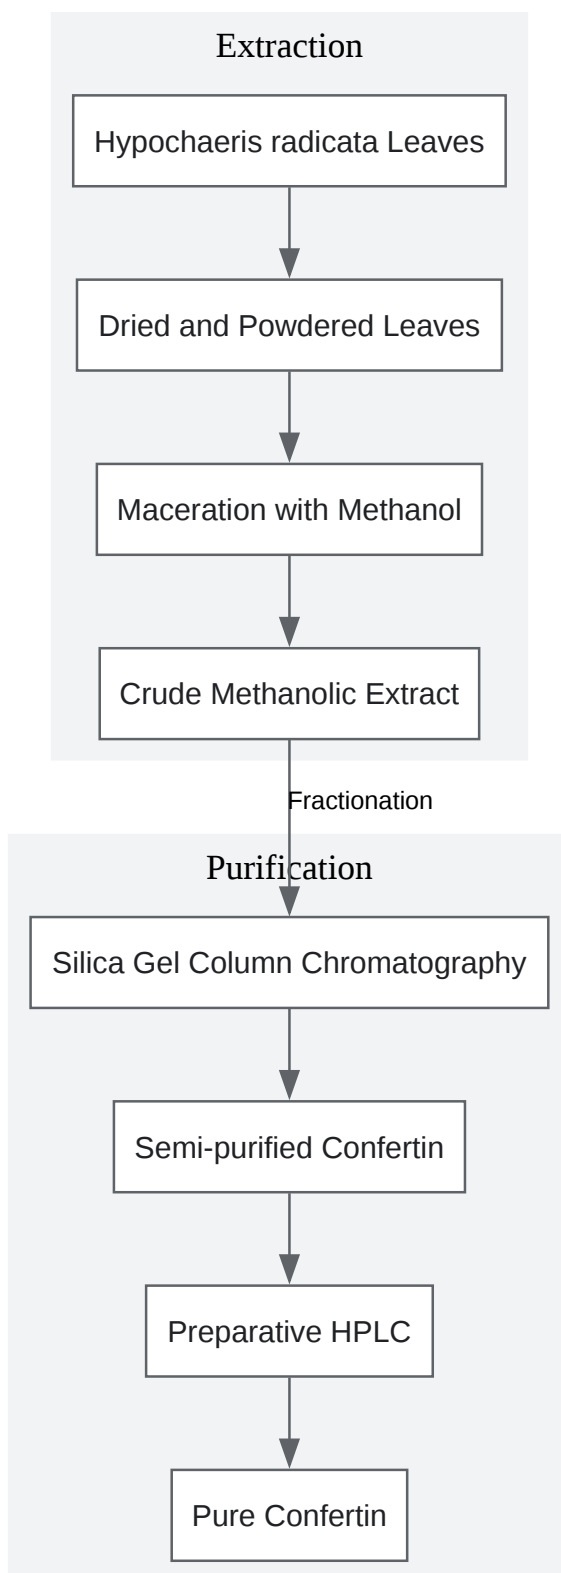 Extraction
Hypochaeris radicata Leaves
Dried and Powdered Leaves
Maceration with Methanol
Crude Methanolic Extract
Fractionation
Purification
Silica Gel Column Chromatography
Semi-purified Confertin
Preparative HPLC
Pure Confertin